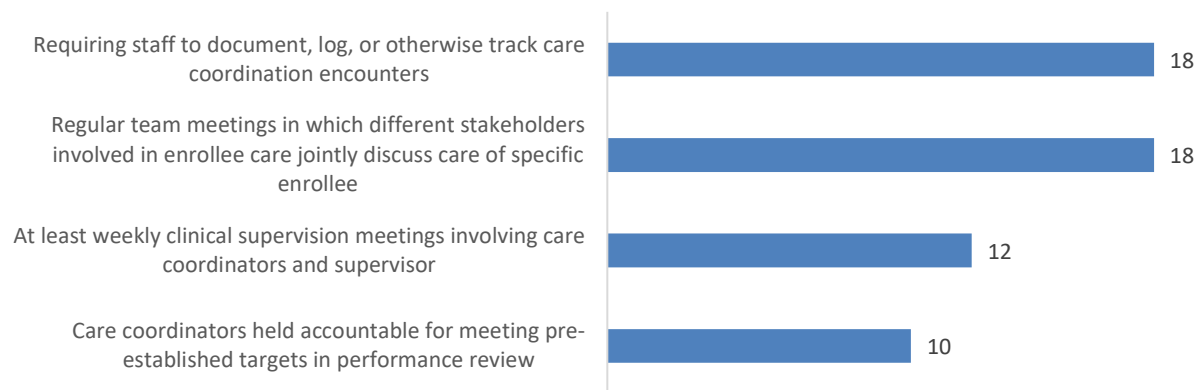 Requiring staff to document, log, or otherwise track care
coordination encounters
18
Regular team meetings in which different stakeholders
involved in enrollee care jointly discuss care of specific
enrollee
18
At least weekly clinical supervision meetings involving care
coordinators and supervisor
12
Care coordinators held accountable for meeting pre-
established targets in performance review
10